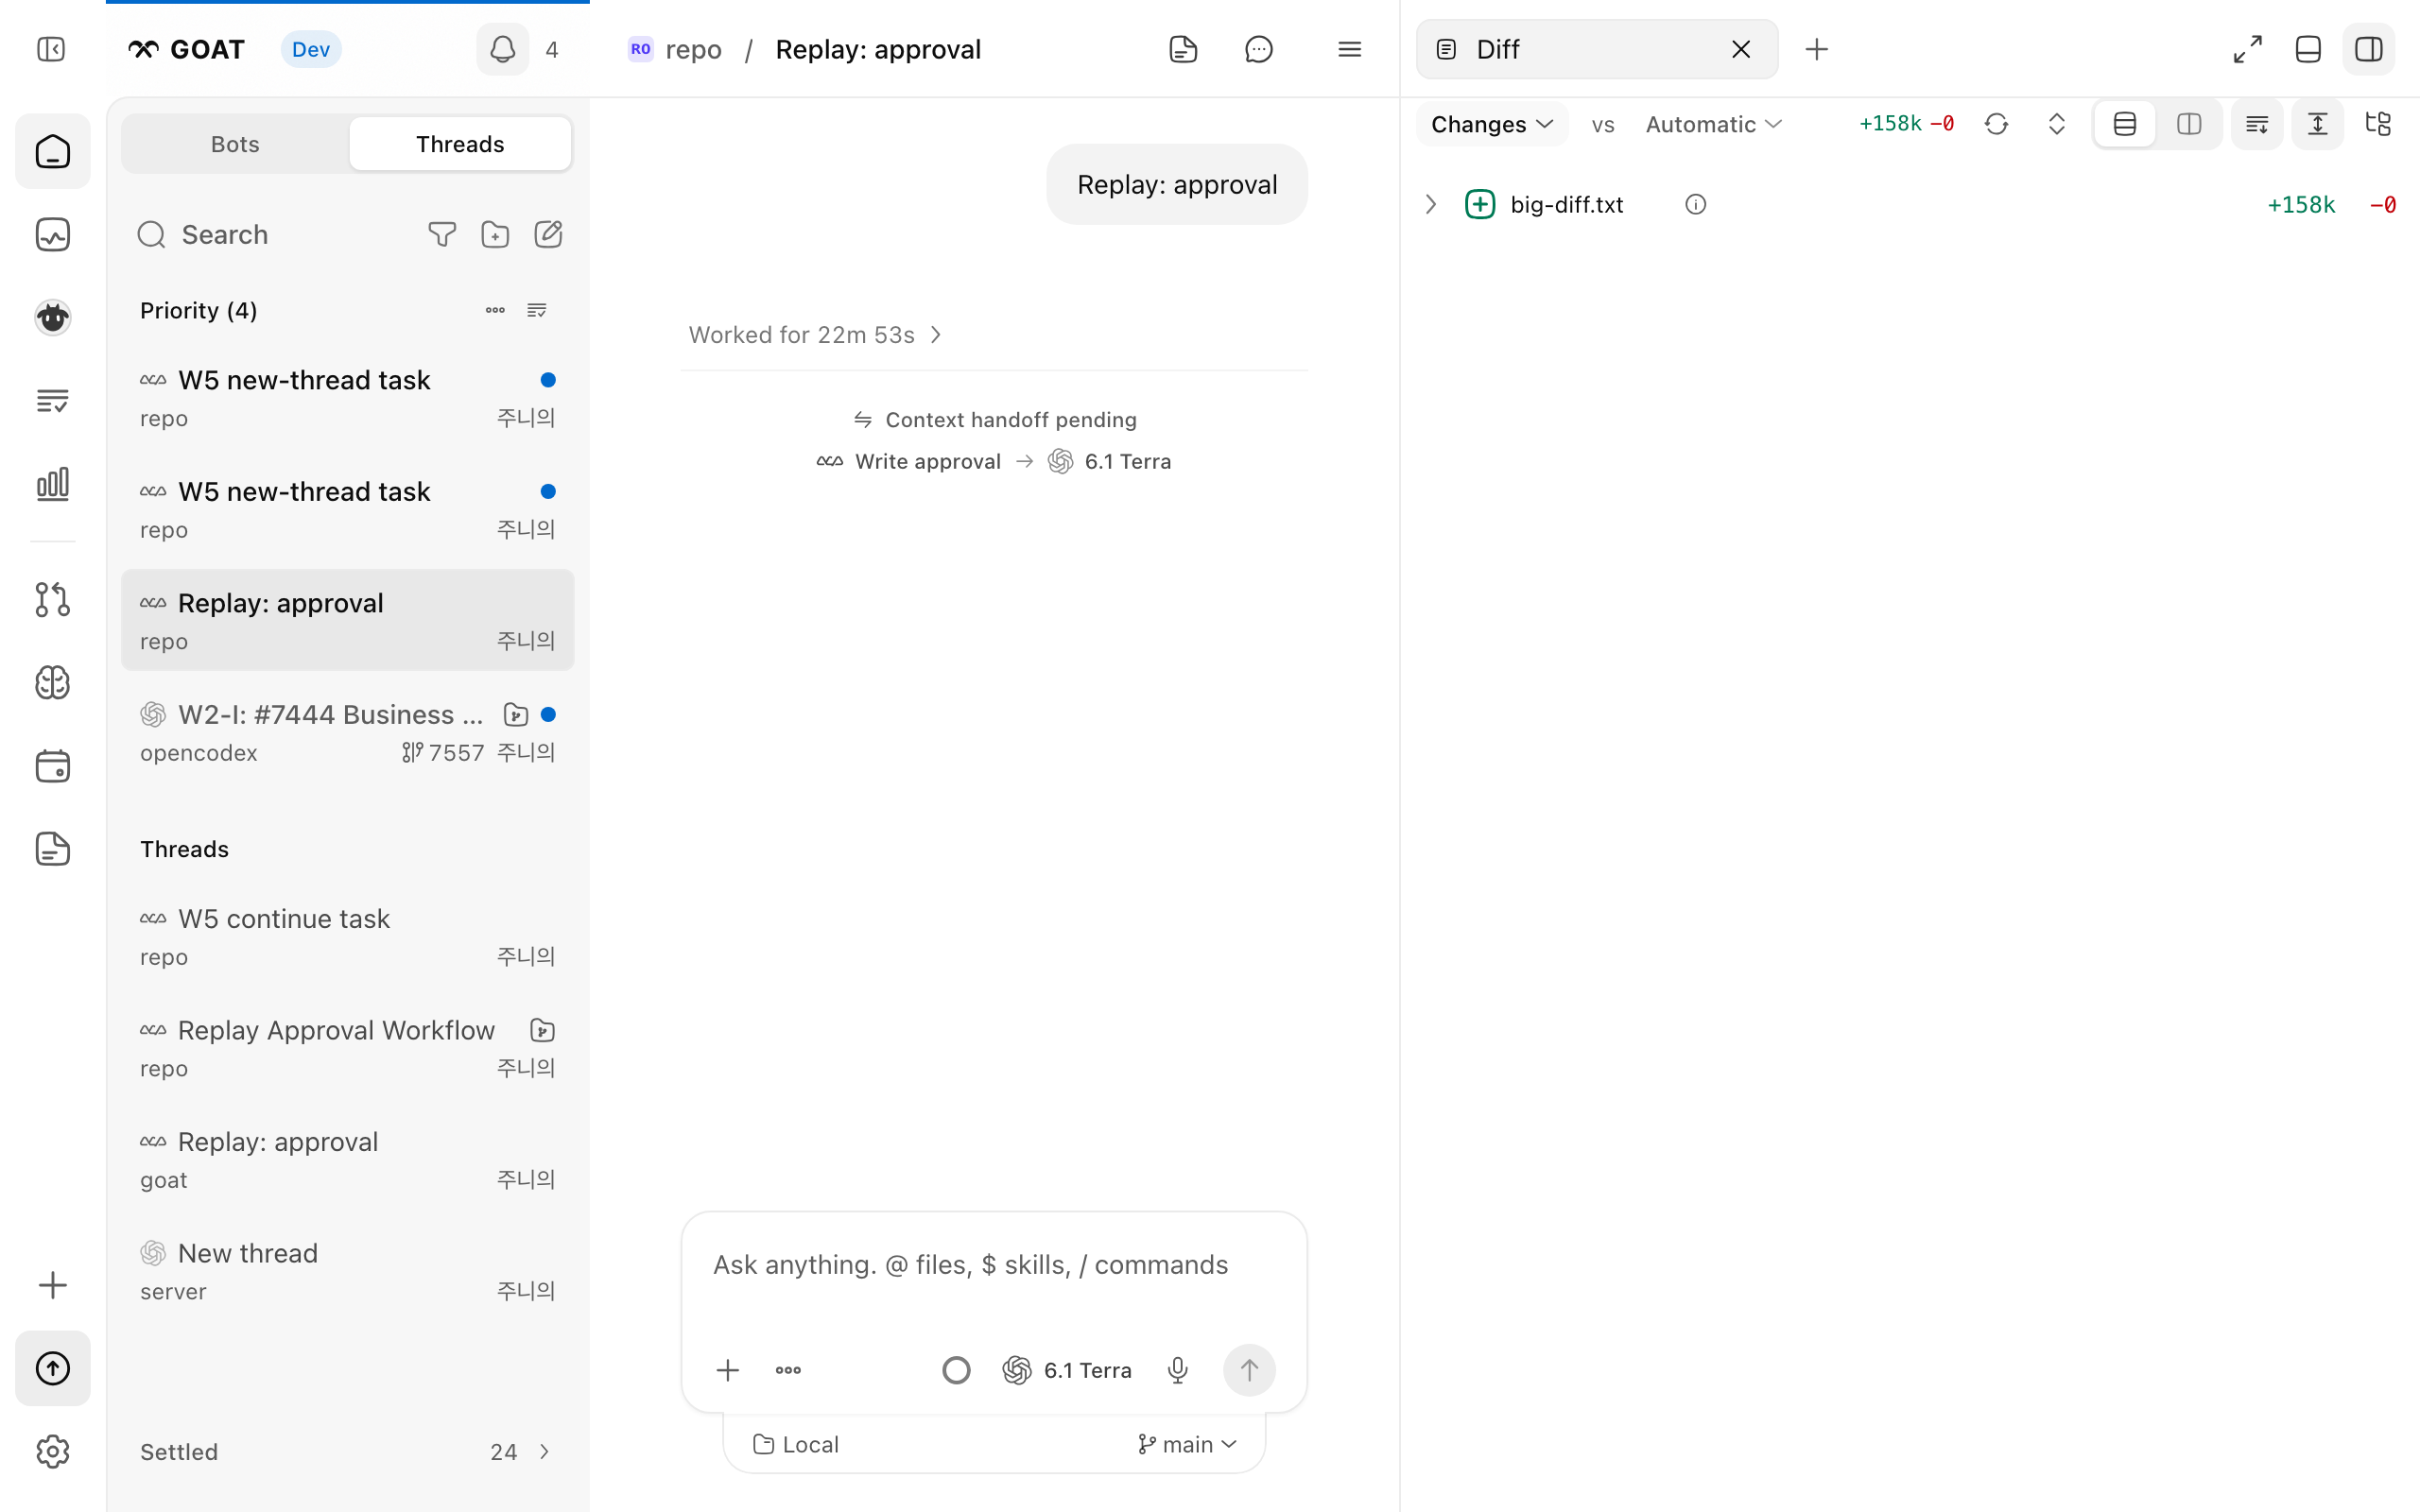 GOAT
Dev
4
RO repo / Replay: approval
Diff
Bots
Threads
Changes
vs
Automatic
+158k −0
Replay: approval
big-diff.txt
+158k
−0
Search
Priority (4)
Worked for 22m 53s
W5 new-thread task
repo
주니의
Context handoff pending
Write approval → 6.1 Terra
W5 new-thread task
repo
주니의
Replay: approval
repo
주니의
W2-I: #7444 Business ...
opencodex
7557
주니의
Threads
W5 continue task
repo
주니의
Replay Approval Workflow
repo
주니의
Replay: approval
goat
주니의
New thread
server
주니의
Ask anything. @ files, $ skills, / commands
6.1 Terra
Settled
24
Local
main